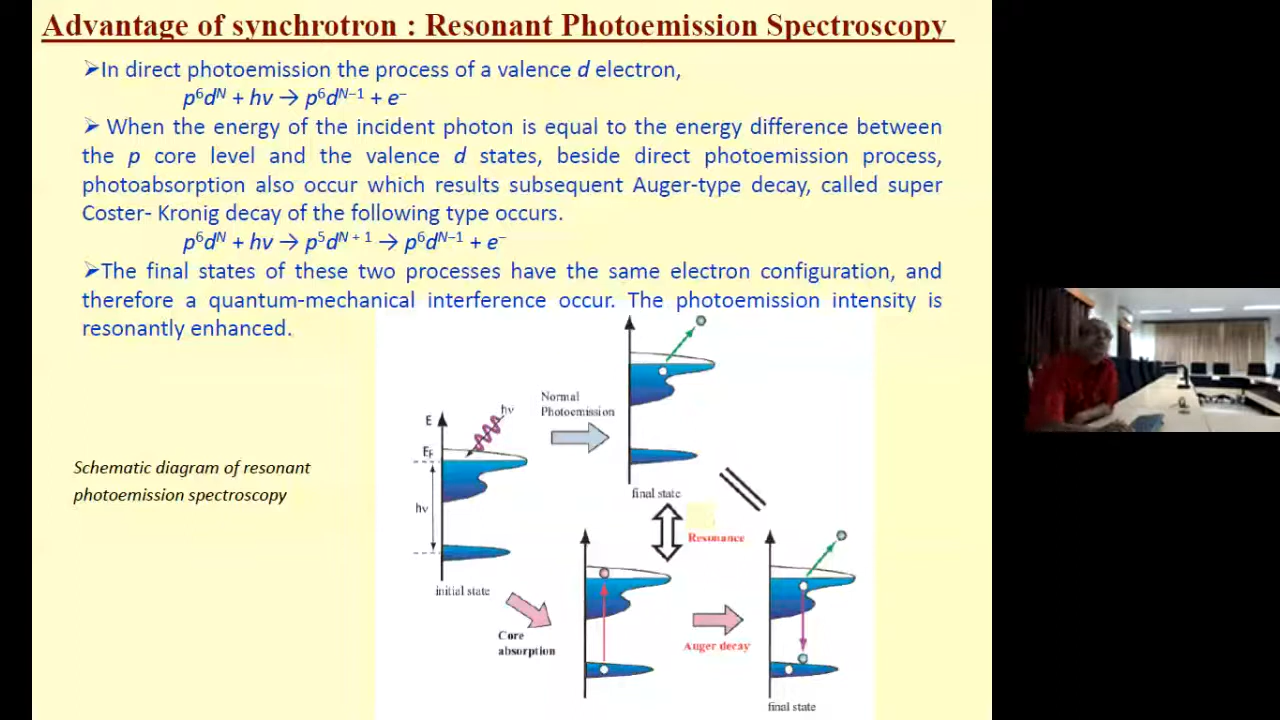 Advantage of synchrotron : Resonant Photoemission Spectroscopy
➢In direct photoemission the process of a valence d electron,
p⁶dᴺ + hν → p⁶dᴺ⁻¹ + e⁻
➢ When the energy of the incident photon is equal to the energy difference between
the p core level and the valence d states, beside direct photoemission process,
photoabsorption also occur which results subsequent Auger-type decay, called super
Coster- Kronig decay of the following type occurs.
p⁶dᴺ + hν → p⁵dᴺ ⁺ ¹ → p⁶dᴺ⁻¹ + e⁻
➢The final states of these two processes have the same electron configuration, and
therefore a quantum-mechanical interference occur. The photoemission intensity is
resonantly enhanced.
Schematic diagram of resonant
photoemission spectroscopy
E
hν
E_F
hν
initial state
Normal
Photoemission
final state
Resonance
Core
absorption
Auger decay
final state